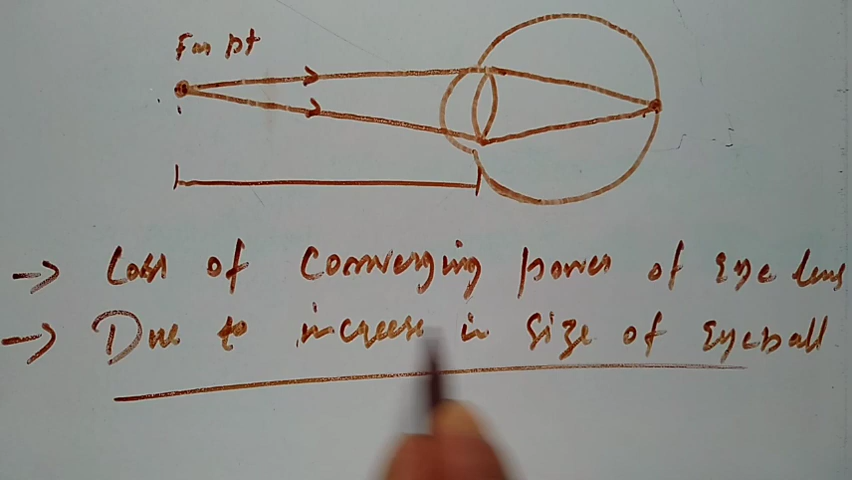 Far pt
→ Loss of Converging power of Eye lens
→ Due to increase in Size of Eyeball